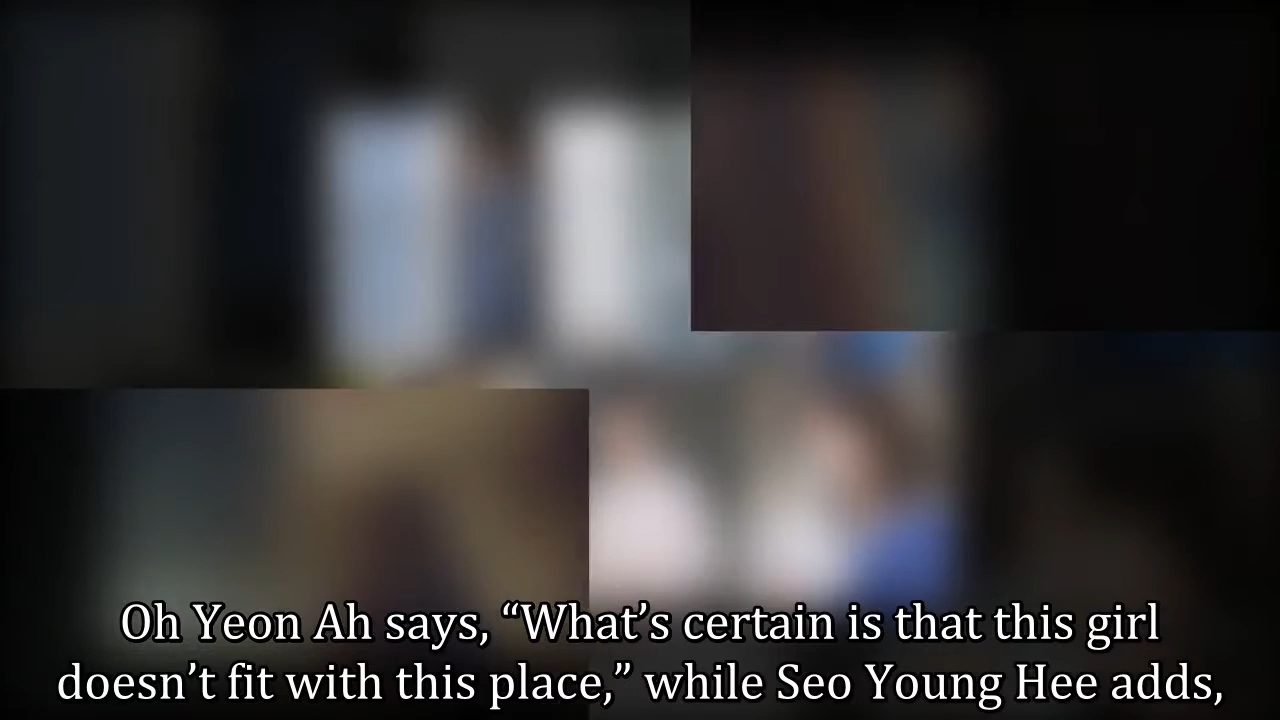 Oh Yeon Ah says, “What’s certain is that this girl
doesn’t fit with this place,” while Seo Young Hee adds,